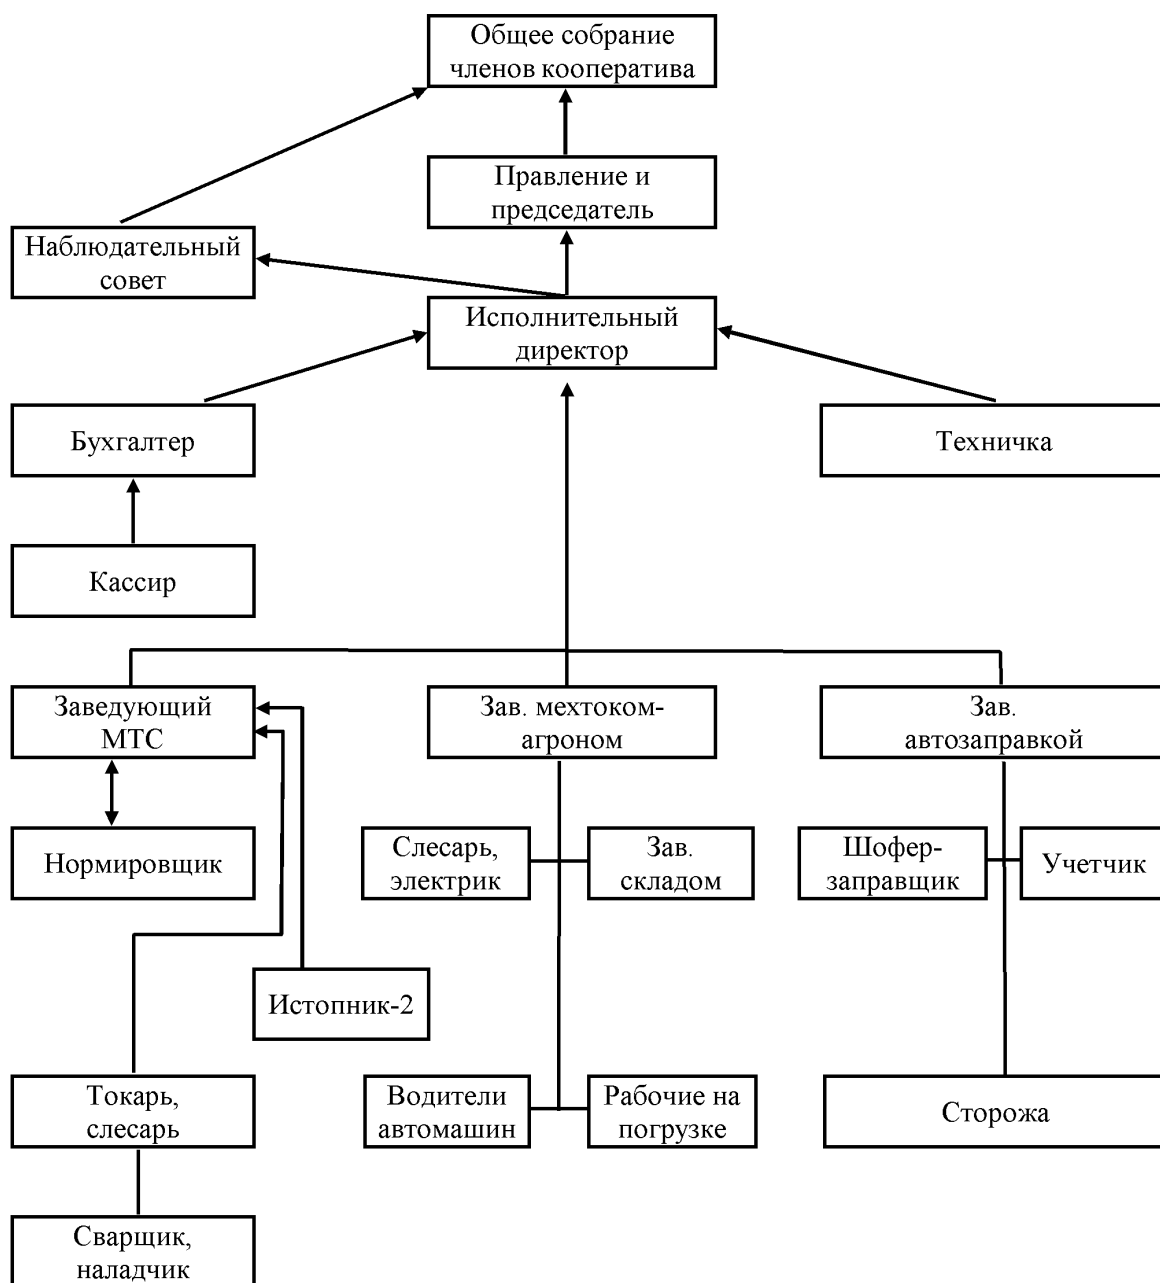 Общее собрание
членов кооператива
Правление и
председатель
Наблюдательный
совет
Исполнительный
директор
Бухгалтер
Техничка
Кассир
Заведующий
МТС
Зав. мехтоком-
агроном
Зав.
автозаправкой
Нормировщик
Слесарь,
электрик
Зав.
складом
Шофер-
заправщик
Учетчик
Истопник-2
Токарь,
слесарь
Водители
автомашин
Рабочие на
погрузке
Сторожа
Сварщик,
наладчик